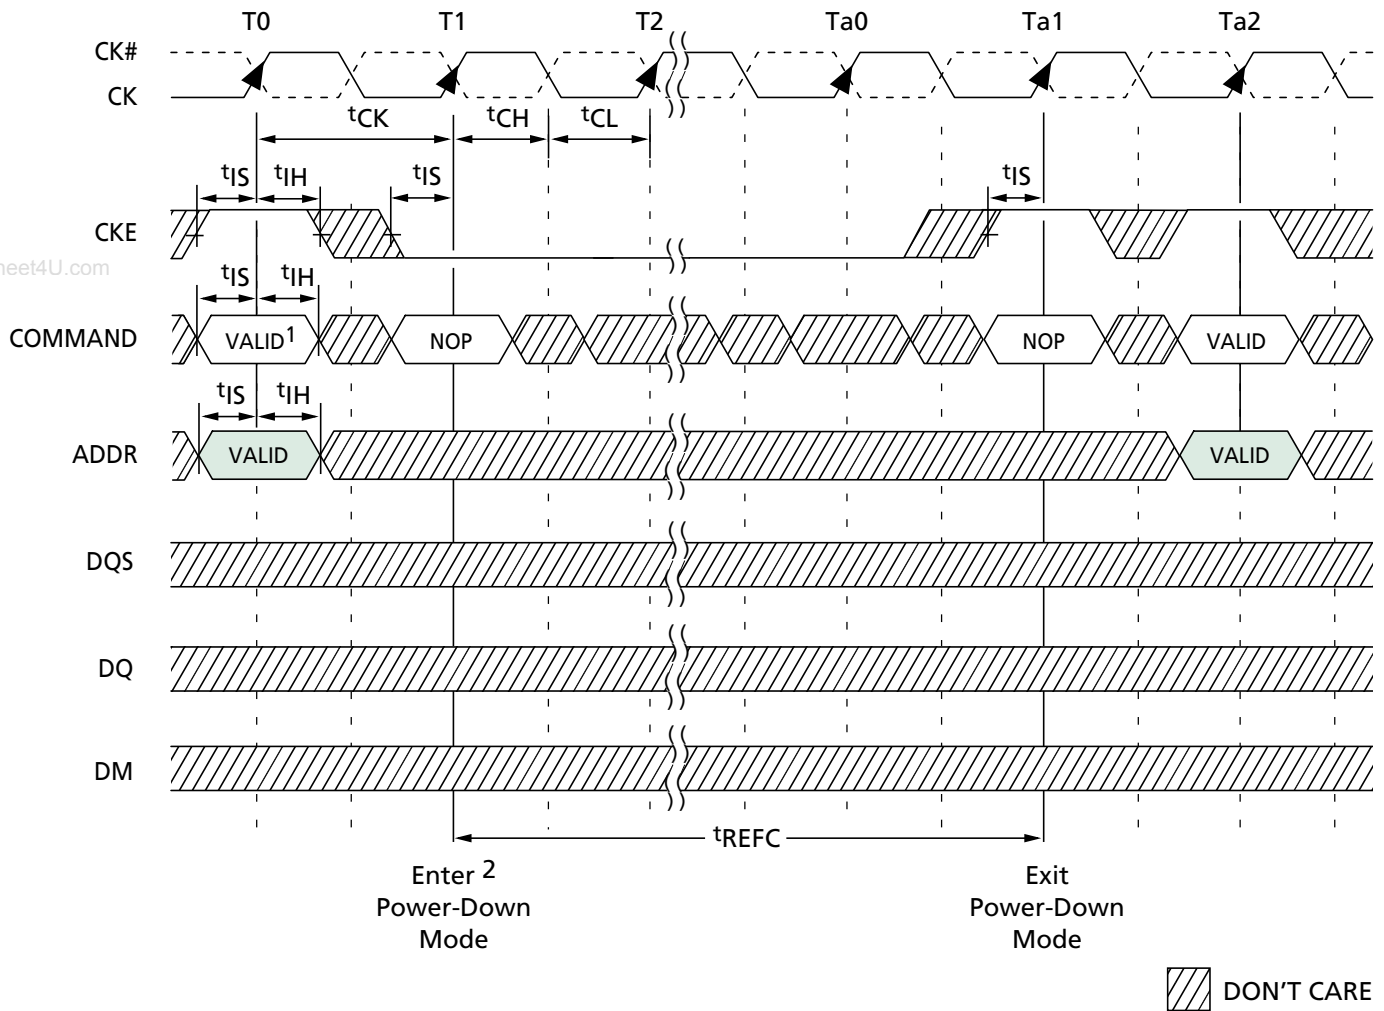 T0 T1 T2 Ta0 Ta1 Ta2
CK#
CK
tCK tCH tCL
tIS tIH tIS tIS
CKE
heet4U.com
tIS tIH
COMMAND VALID1 NOP NOP VALID
tIS tIH
ADDR VALID VALID
DQS
DQ
DM
tREFC
Enter 2
Power-Down
Mode
Exit
Power-Down
Mode
DON'T CARE